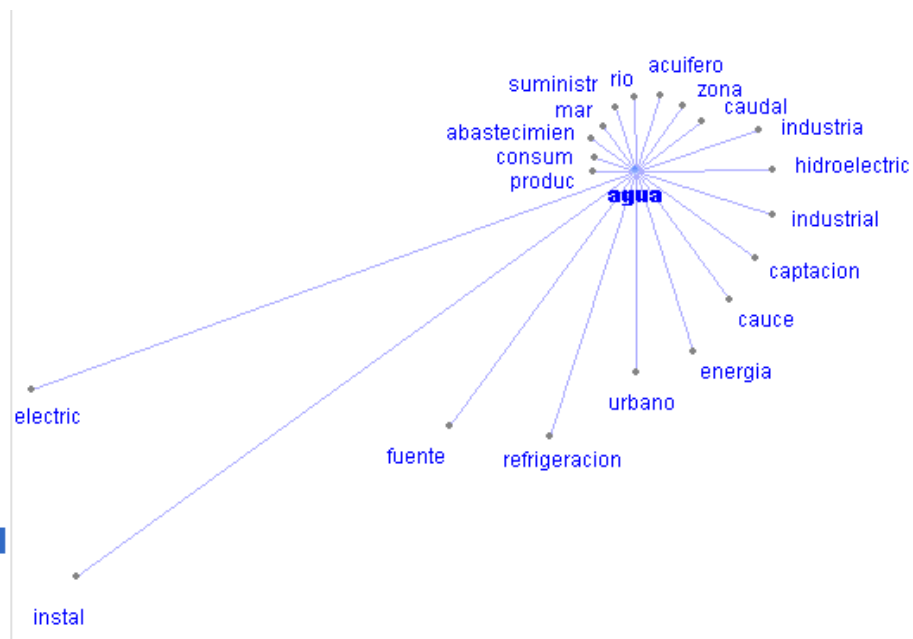 acuifero
rio
suministr
zona
mar
caudal
abastecimien
industria
consum
hidroelectric
produc
agua
industrial
captacion
cauce
energia
urbano
electric
fuente
refrigeracion
instal